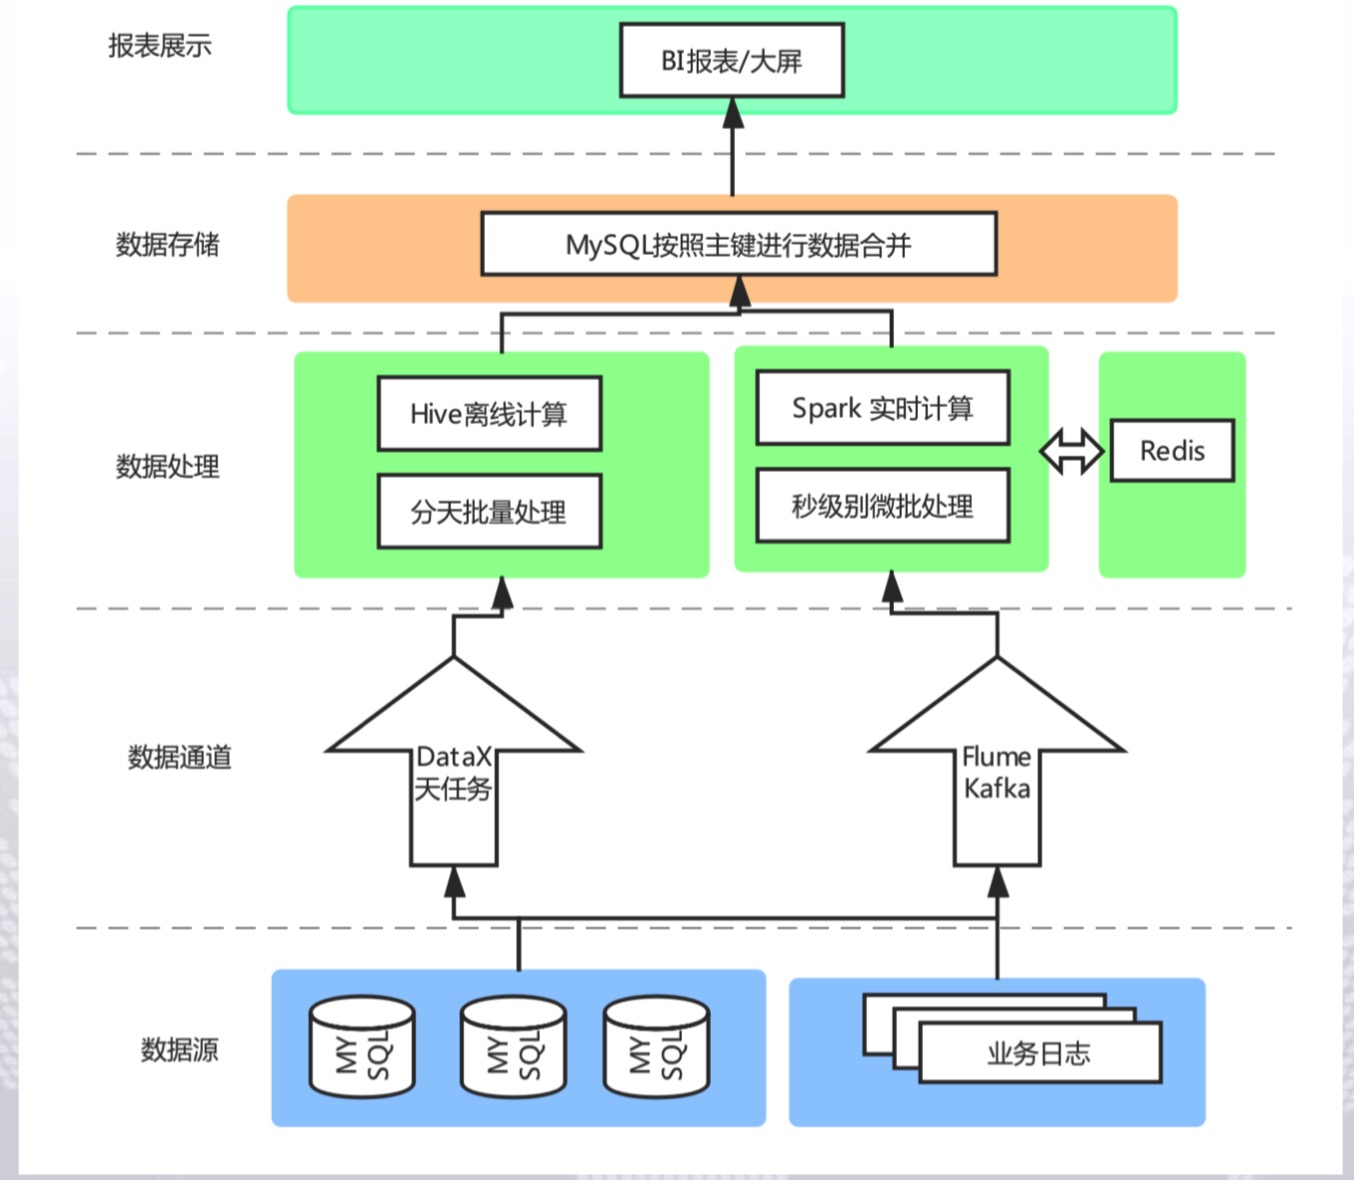 报表展示
BI报表/大屏
数据存储
MySQL按照主键进行数据合并
数据处理
Hive离线计算
分天批量处理
Spark 实时计算
秒级别微批处理
Redis
数据通道
DataX
天任务
Flume
Kafka
数据源
MY
SQL
MY
SQL
MY
SQL
业务日志